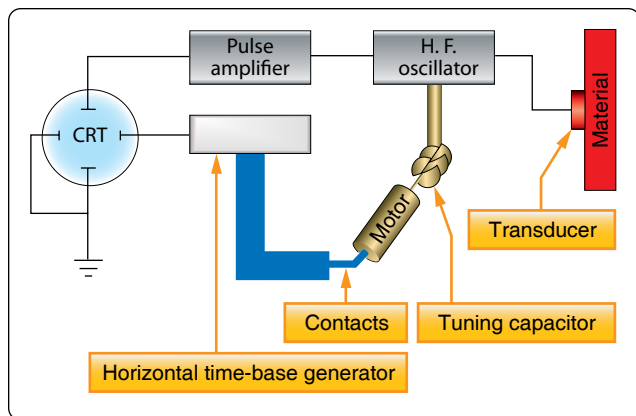 Pulse
amplifier
H. F.
oscillator
Material
CRT
Motor
Transducer
Contacts
Tuning capacitor
Horizontal time-base generator